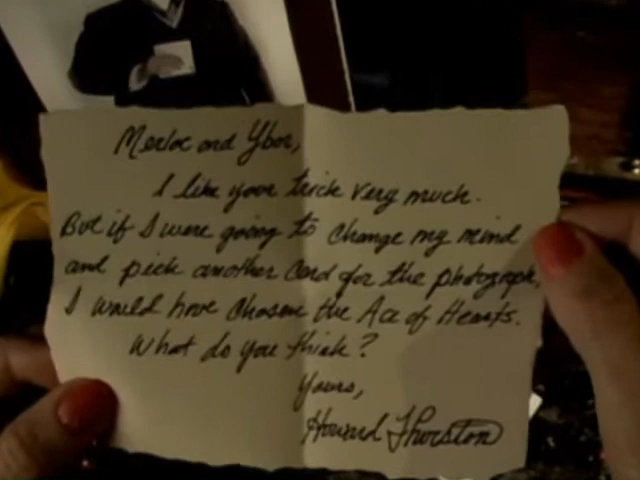 Merloc and Ybor,
I like your trick very much.
But if I were going to change my mind
and pick another card for the photograph,
I would have chosen the Ace of Hearts.
What do you think?
Yours,
Howard Thurston